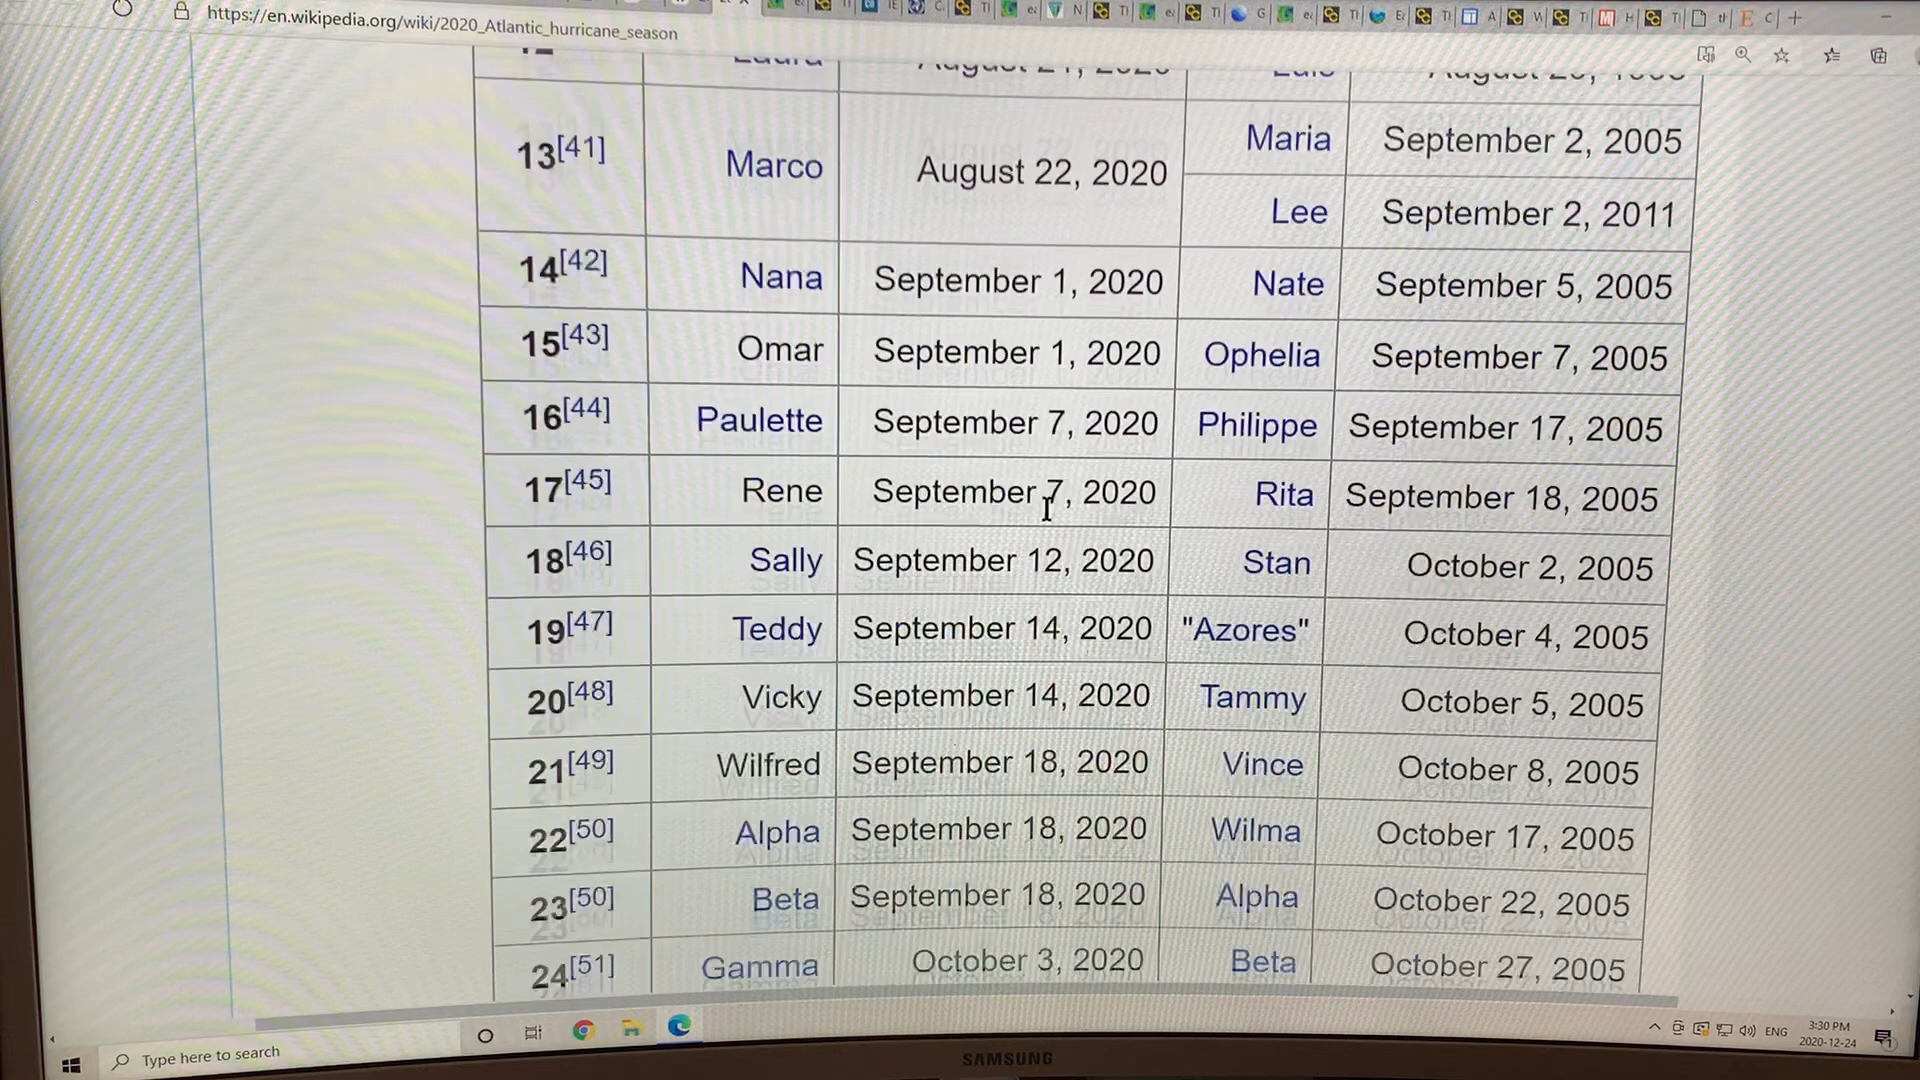 https://en.wikipedia.org/wiki/2020_Atlantic_hurricane_season
13[41] Marco August 22, 2020 Maria September 2, 2005
Lee September 2, 2011
14[42] Nana September 1, 2020 Nate September 5, 2005
15[43] Omar September 1, 2020 Ophelia September 7, 2005
16[44] Paulette September 7, 2020 Philippe September 17, 2005
17[45] Rene September 7, 2020 Rita September 18, 2005
18[46] Sally September 12, 2020 Stan October 2, 2005
19[47] Teddy September 14, 2020 "Azores" October 4, 2005
20[48] Vicky September 14, 2020 Tammy October 5, 2005
21[49] Wilfred September 18, 2020 Vince October 8, 2005
22[50] Alpha September 18, 2020 Wilma October 17, 2005
23[50] Beta September 18, 2020 Alpha October 22, 2005
24[51] Gamma October 3, 2020 Beta October 27, 2005
Type here to search
ENG
3:30 PM
2020-12-24
SAMSUNG